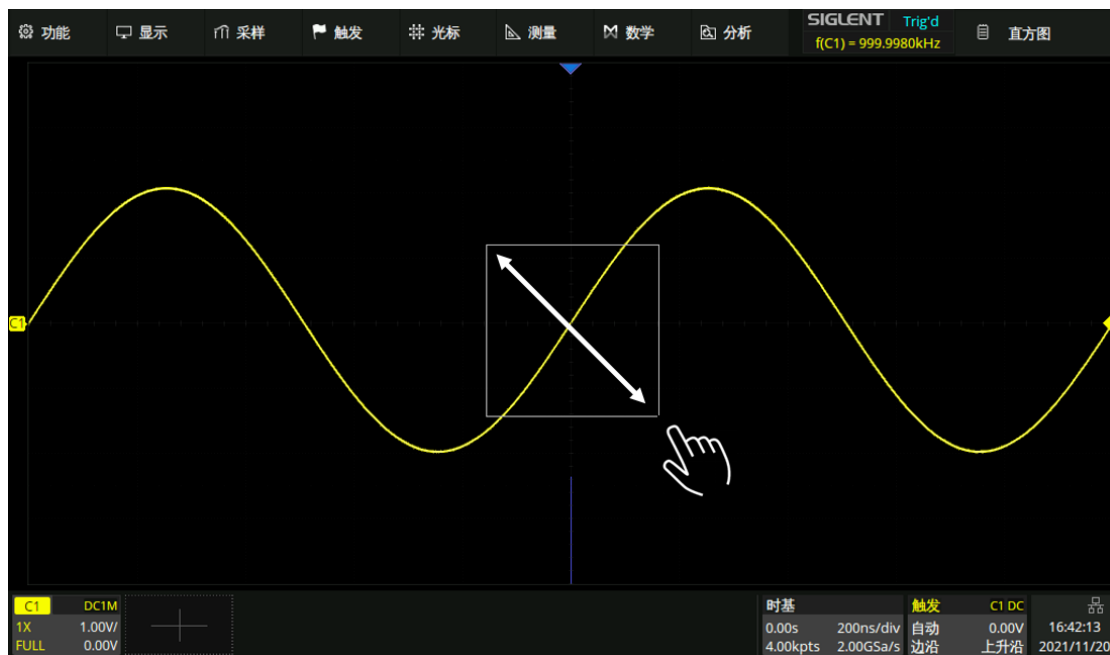 功能
显示
采样
触发
光标
测量
数学
分析
SIGLENT Trig'd
f(C1) = 999.9980kHz
直方图
C1
C1 DC1M
1X 1.00V/
FULL 0.00V
时基
0.00s 200ns/div
4.00kpts 2.00GSa/s
触发 C1 DC
自动 0.00V
边沿 上升沿
16:42:13
2021/11/20